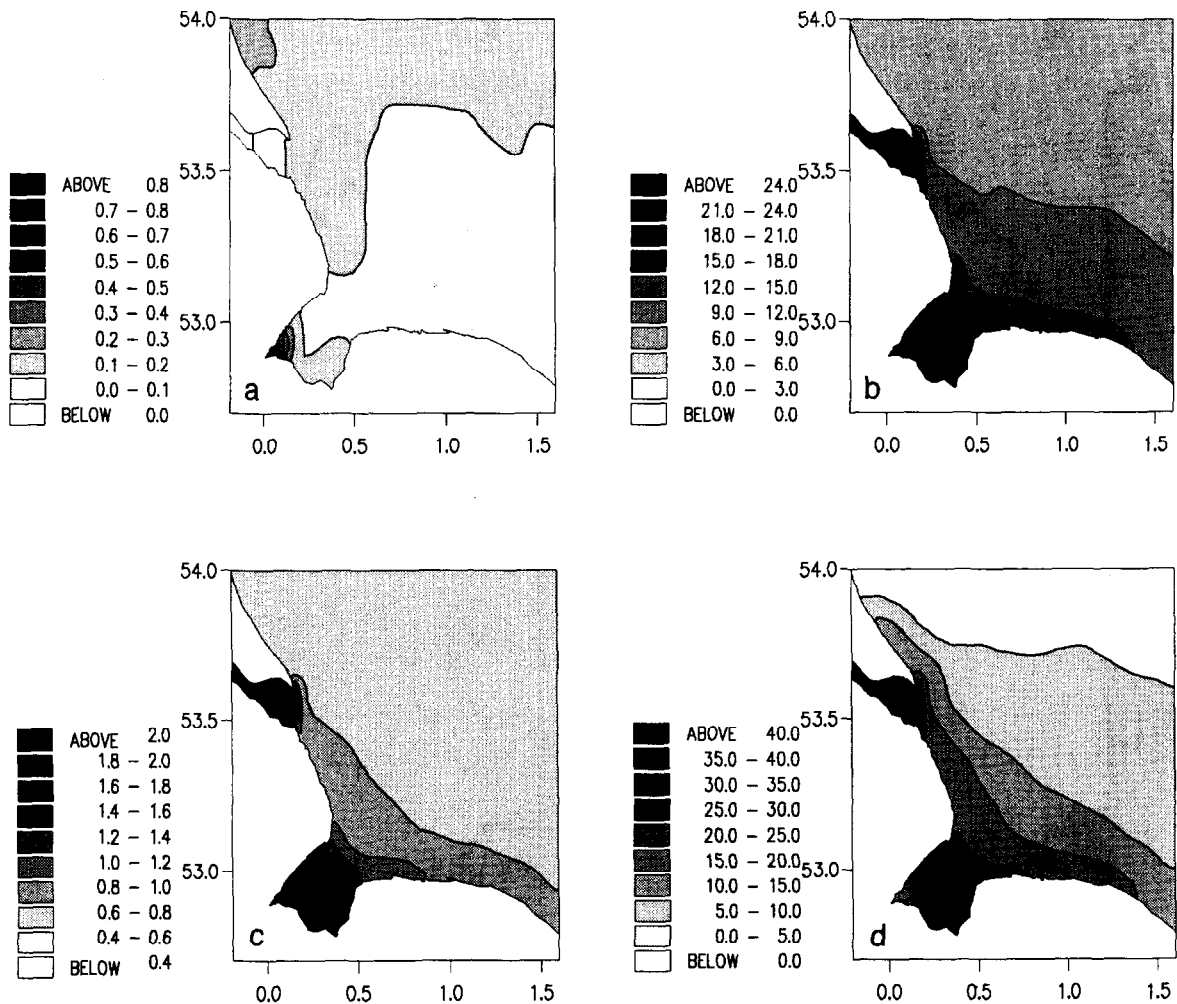 54.0
53.5
53.0
ABOVE 0.8
0.7 – 0.8
0.6 – 0.7
0.5 – 0.6
0.4 – 0.5
0.3 – 0.4
0.2 – 0.3
0.1 – 0.2
0.0 – 0.1
BELOW 0.0
a
0.0 0.5 1.0 1.5
54.0
53.5
53.0
ABOVE 24.0
21.0 – 24.0
18.0 – 21.0
15.0 – 18.0
12.0 – 15.0
9.0 – 12.0
6.0 – 9.0
3.0 – 6.0
0.0 – 3.0
BELOW 0.0
b
0.0 0.5 1.0 1.5
54.0
53.5
53.0
ABOVE 2.0
1.8 – 2.0
1.6 – 1.8
1.4 – 1.6
1.2 – 1.4
1.0 – 1.2
0.8 – 1.0
0.6 – 0.8
0.4 – 0.6
BELOW 0.4
c
0.0 0.5 1.0 1.5
54.0
53.5
53.0
ABOVE 40.0
35.0 – 40.0
30.0 – 35.0
25.0 – 30.0
20.0 – 25.0
15.0 – 20.0
10.0 – 15.0
5.0 – 10.0
0.0 – 5.0
BELOW 0.0
d
0.0 0.5 1.0 1.5